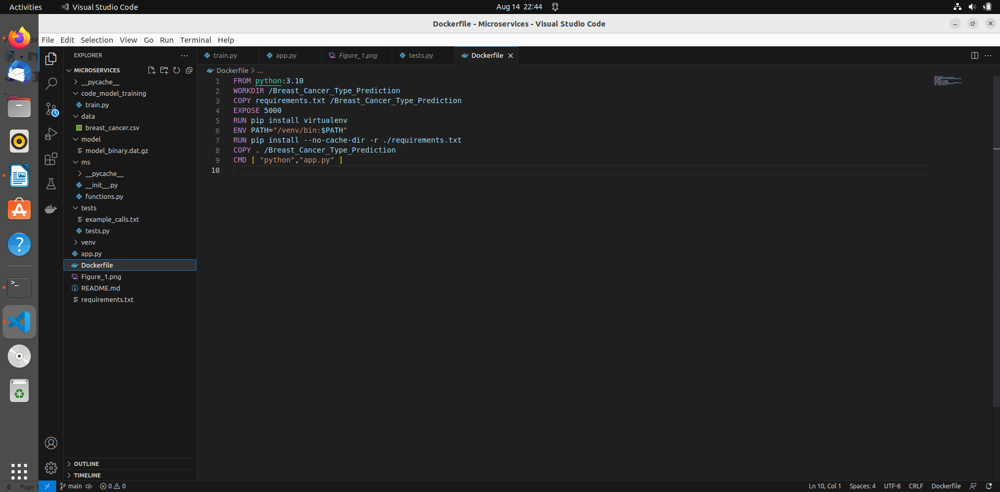 Activities Visual Studio Code Aug 14 22:44
Dockerfile - Microservices - Visual Studio Code
File Edit Selection View Go Run Terminal Help
EXPLORER
train.py app.py Figure_1.png tests.py Dockerfile
MICROSERVICES
Dockerfile > ...
__pycache__
code_model_training
train.py
data
breast_cancer.csv
model
model_binary.dat.gz
ms
__pycache__
__init__.py
functions.py
tests
example_calls.txt
tests.py
venv
app.py
Dockerfile
Figure_1.png
README.md
requirements.txt
OUTLINE
TIMELINE
1 FROM python:3.10
2 WORKDIR /Breast_Cancer_Type_Prediction
3 COPY requirements.txt /Breast_Cancer_Type_Prediction
4 EXPOSE 5000
5 RUN pip install virtualenv
6 ENV PATH="/venv/bin:$PATH"
7 RUN pip install --no-cache-dir -r ./requirements.txt
8 COPY . /Breast_Cancer_Type_Prediction
9 CMD [ "python","app.py" ]
10
Page 1 main 0 0 Ln 10, Col 1 Spaces: 4 UTF-8 CRLF Dockerfile